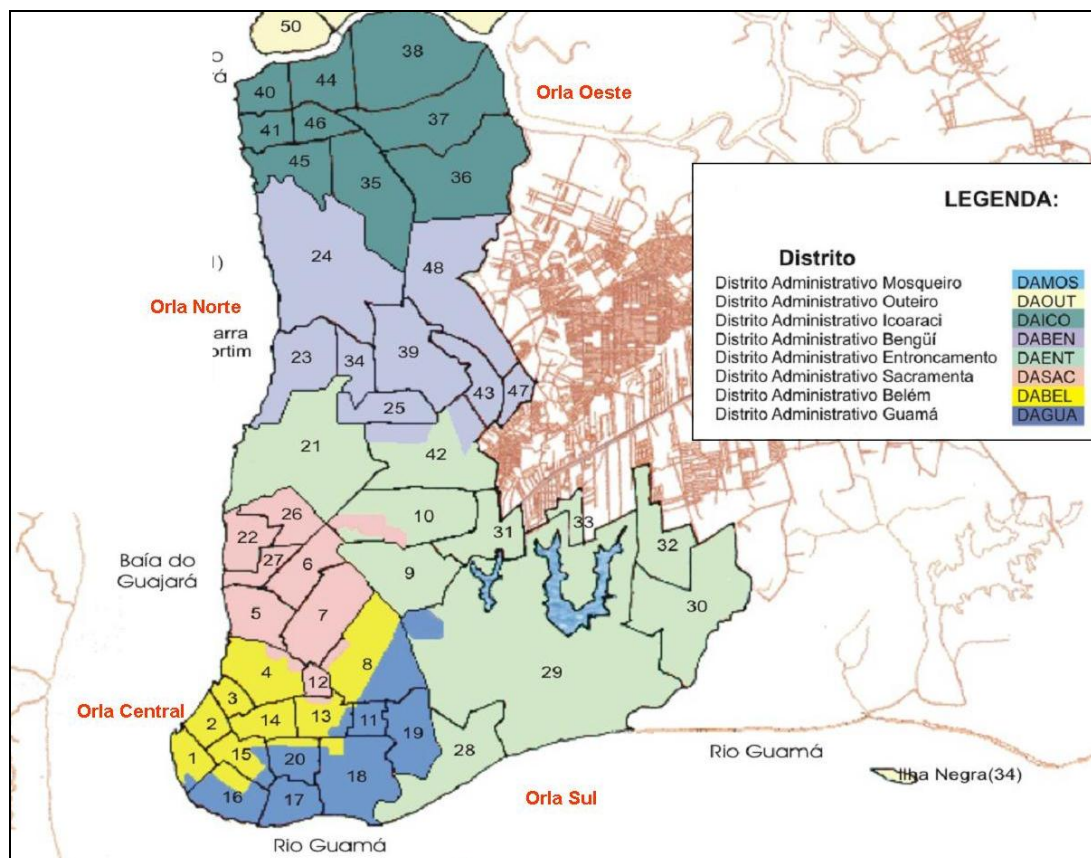 50
38
44
Orla Oeste
40
37
41
46
45
35
36
LEGENDA:
24
48
Distrito
Distrito Administrativo Mosqueiro DAMOS
Distrito Administrativo Outeiro DAOUT
Distrito Administrativo Icoaraci DAICO
Distrito Administrativo Bengüí DABEN
Distrito Administrativo Entroncamento DAENT
Distrito Administrativo Sacramenta DASAC
Distrito Administrativo Belém DABEL
Distrito Administrativo Guamá DAGUA
Orla Norte
arra
ortim
23
34
39
43
47
25
21
42
26
10
31
33
22
32
27
6
9
Baía do
Guajará
30
5
7
4
8
29
12
3
Orla Central
2
14
13
11
19
28
Rio Guamá
1
15
20
18
Ilha Negra(34)
16
17
Orla Sul
Rio Guamá